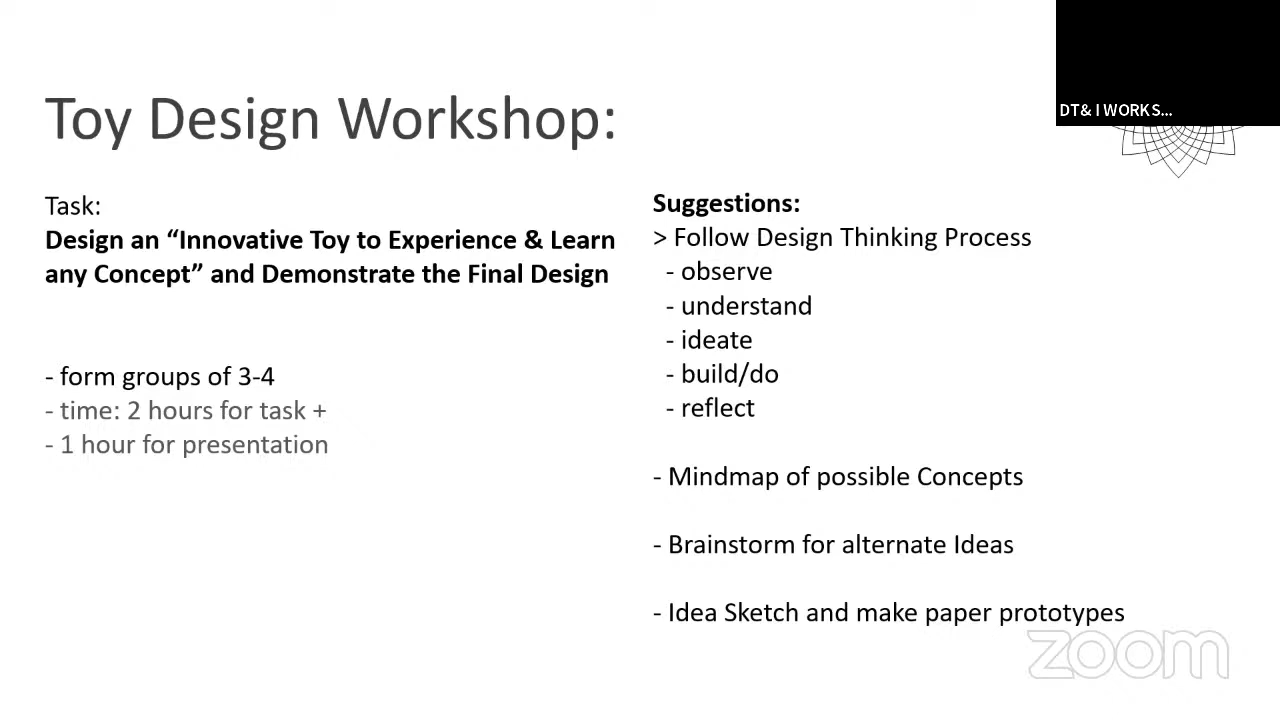 DT& I WORKS...
Toy Design Workshop:
Task:
Design an “Innovative Toy to Experience & Learn
any Concept” and Demonstrate the Final Design
- form groups of 3-4
- time: 2 hours for task +
- 1 hour for presentation
Suggestions:
> Follow Design Thinking Process
- observe
- understand
- ideate
- build/do
- reflect
- Mindmap of possible Concepts
- Brainstorm for alternate Ideas
- Idea Sketch and make paper prototypes
zoom